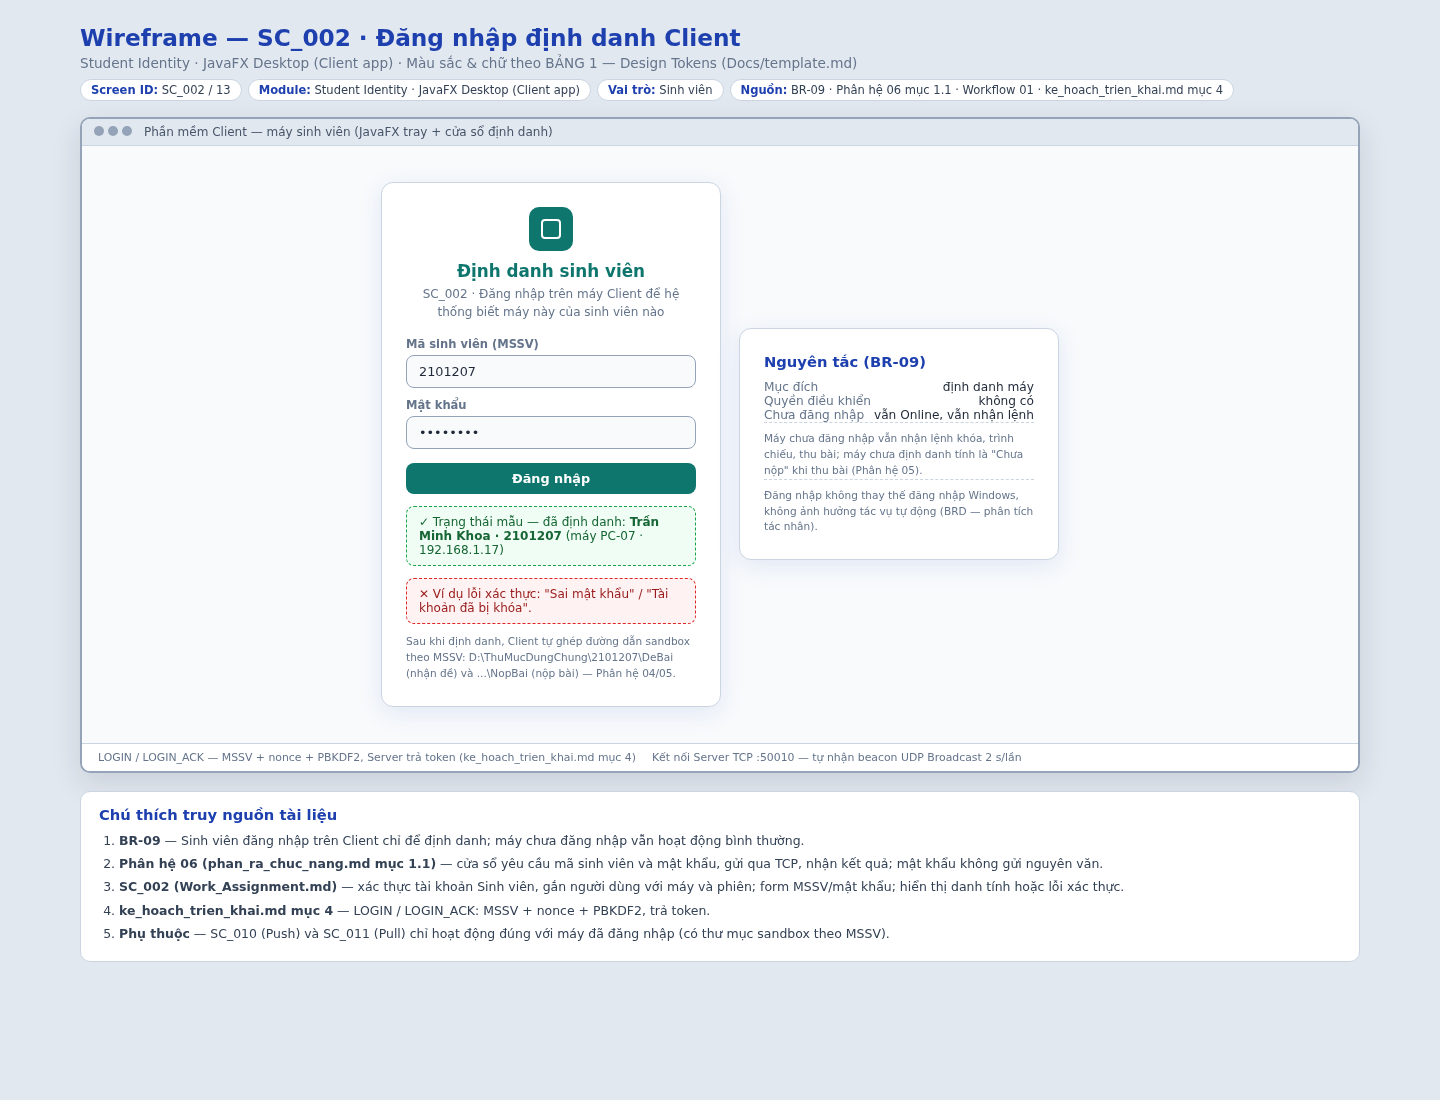 Wireframe — SC_002 · Đăng nhập định danh Client
Student Identity · JavaFX Desktop (Client app) · Màu sắc & chữ theo BẢNG 1 — Design Tokens (Docs/template.md)
Screen ID: SC_002 / 13
Module: Student Identity · JavaFX Desktop (Client app)
Vai trò: Sinh viên
Nguồn: BR-09 · Phân hệ 06 mục 1.1 · Workflow 01 · ke_hoach_trien_khai.md mục 4
Phần mềm Client — máy sinh viên (JavaFX tray + cửa sổ định danh)
Định danh sinh viên
SC_002 · Đăng nhập trên máy Client để hệ
thống biết máy này của sinh viên nào
Mã sinh viên (MSSV)
2101207
Mật khẩu
••••••••
Đăng nhập
✓ Trạng thái mẫu — đã định danh: Trần
Minh Khoa · 2101207 (máy PC-07 ·
192.168.1.17)
✕ Ví dụ lỗi xác thực: "Sai mật khẩu" / "Tài
khoản đã bị khóa".
Sau khi định danh, Client tự ghép đường dẫn sandbox
theo MSSV: D:\ThuMucDungChung\2101207\DeBai
(nhận đề) và ...\NopBai (nộp bài) — Phân hệ 04/05.
Nguyên tắc (BR-09)
Mục đích định danh máy
Quyền điều khiển không có
Chưa đăng nhập vẫn Online, vẫn nhận lệnh
Máy chưa đăng nhập vẫn nhận lệnh khóa, trình
chiếu, thu bài; máy chưa định danh tính là "Chưa
nộp" khi thu bài (Phân hệ 05).
Đăng nhập không thay thế đăng nhập Windows,
không ảnh hưởng tác vụ tự động (BRD — phân tích
tác nhân).
LOGIN / LOGIN_ACK — MSSV + nonce + PBKDF2, Server trả token (ke_hoach_trien_khai.md mục 4)
Kết nối Server TCP :50010 — tự nhận beacon UDP Broadcast 2 s/lần
Chú thích truy nguồn tài liệu
1. BR-09 — Sinh viên đăng nhập trên Client chỉ để định danh; máy chưa đăng nhập vẫn hoạt động bình thường.
2. Phân hệ 06 (phan_ra_chuc_nang.md mục 1.1) — cửa sổ yêu cầu mã sinh viên và mật khẩu, gửi qua TCP, nhận kết quả; mật khẩu không gửi nguyên văn.
3. SC_002 (Work_Assignment.md) — xác thực tài khoản Sinh viên, gắn người dùng với máy và phiên; form MSSV/mật khẩu; hiển thị danh tính hoặc lỗi xác thực.
4. ke_hoach_trien_khai.md mục 4 — LOGIN / LOGIN_ACK: MSSV + nonce + PBKDF2, trả token.
5. Phụ thuộc — SC_010 (Push) và SC_011 (Pull) chỉ hoạt động đúng với máy đã đăng nhập (có thư mục sandbox theo MSSV).